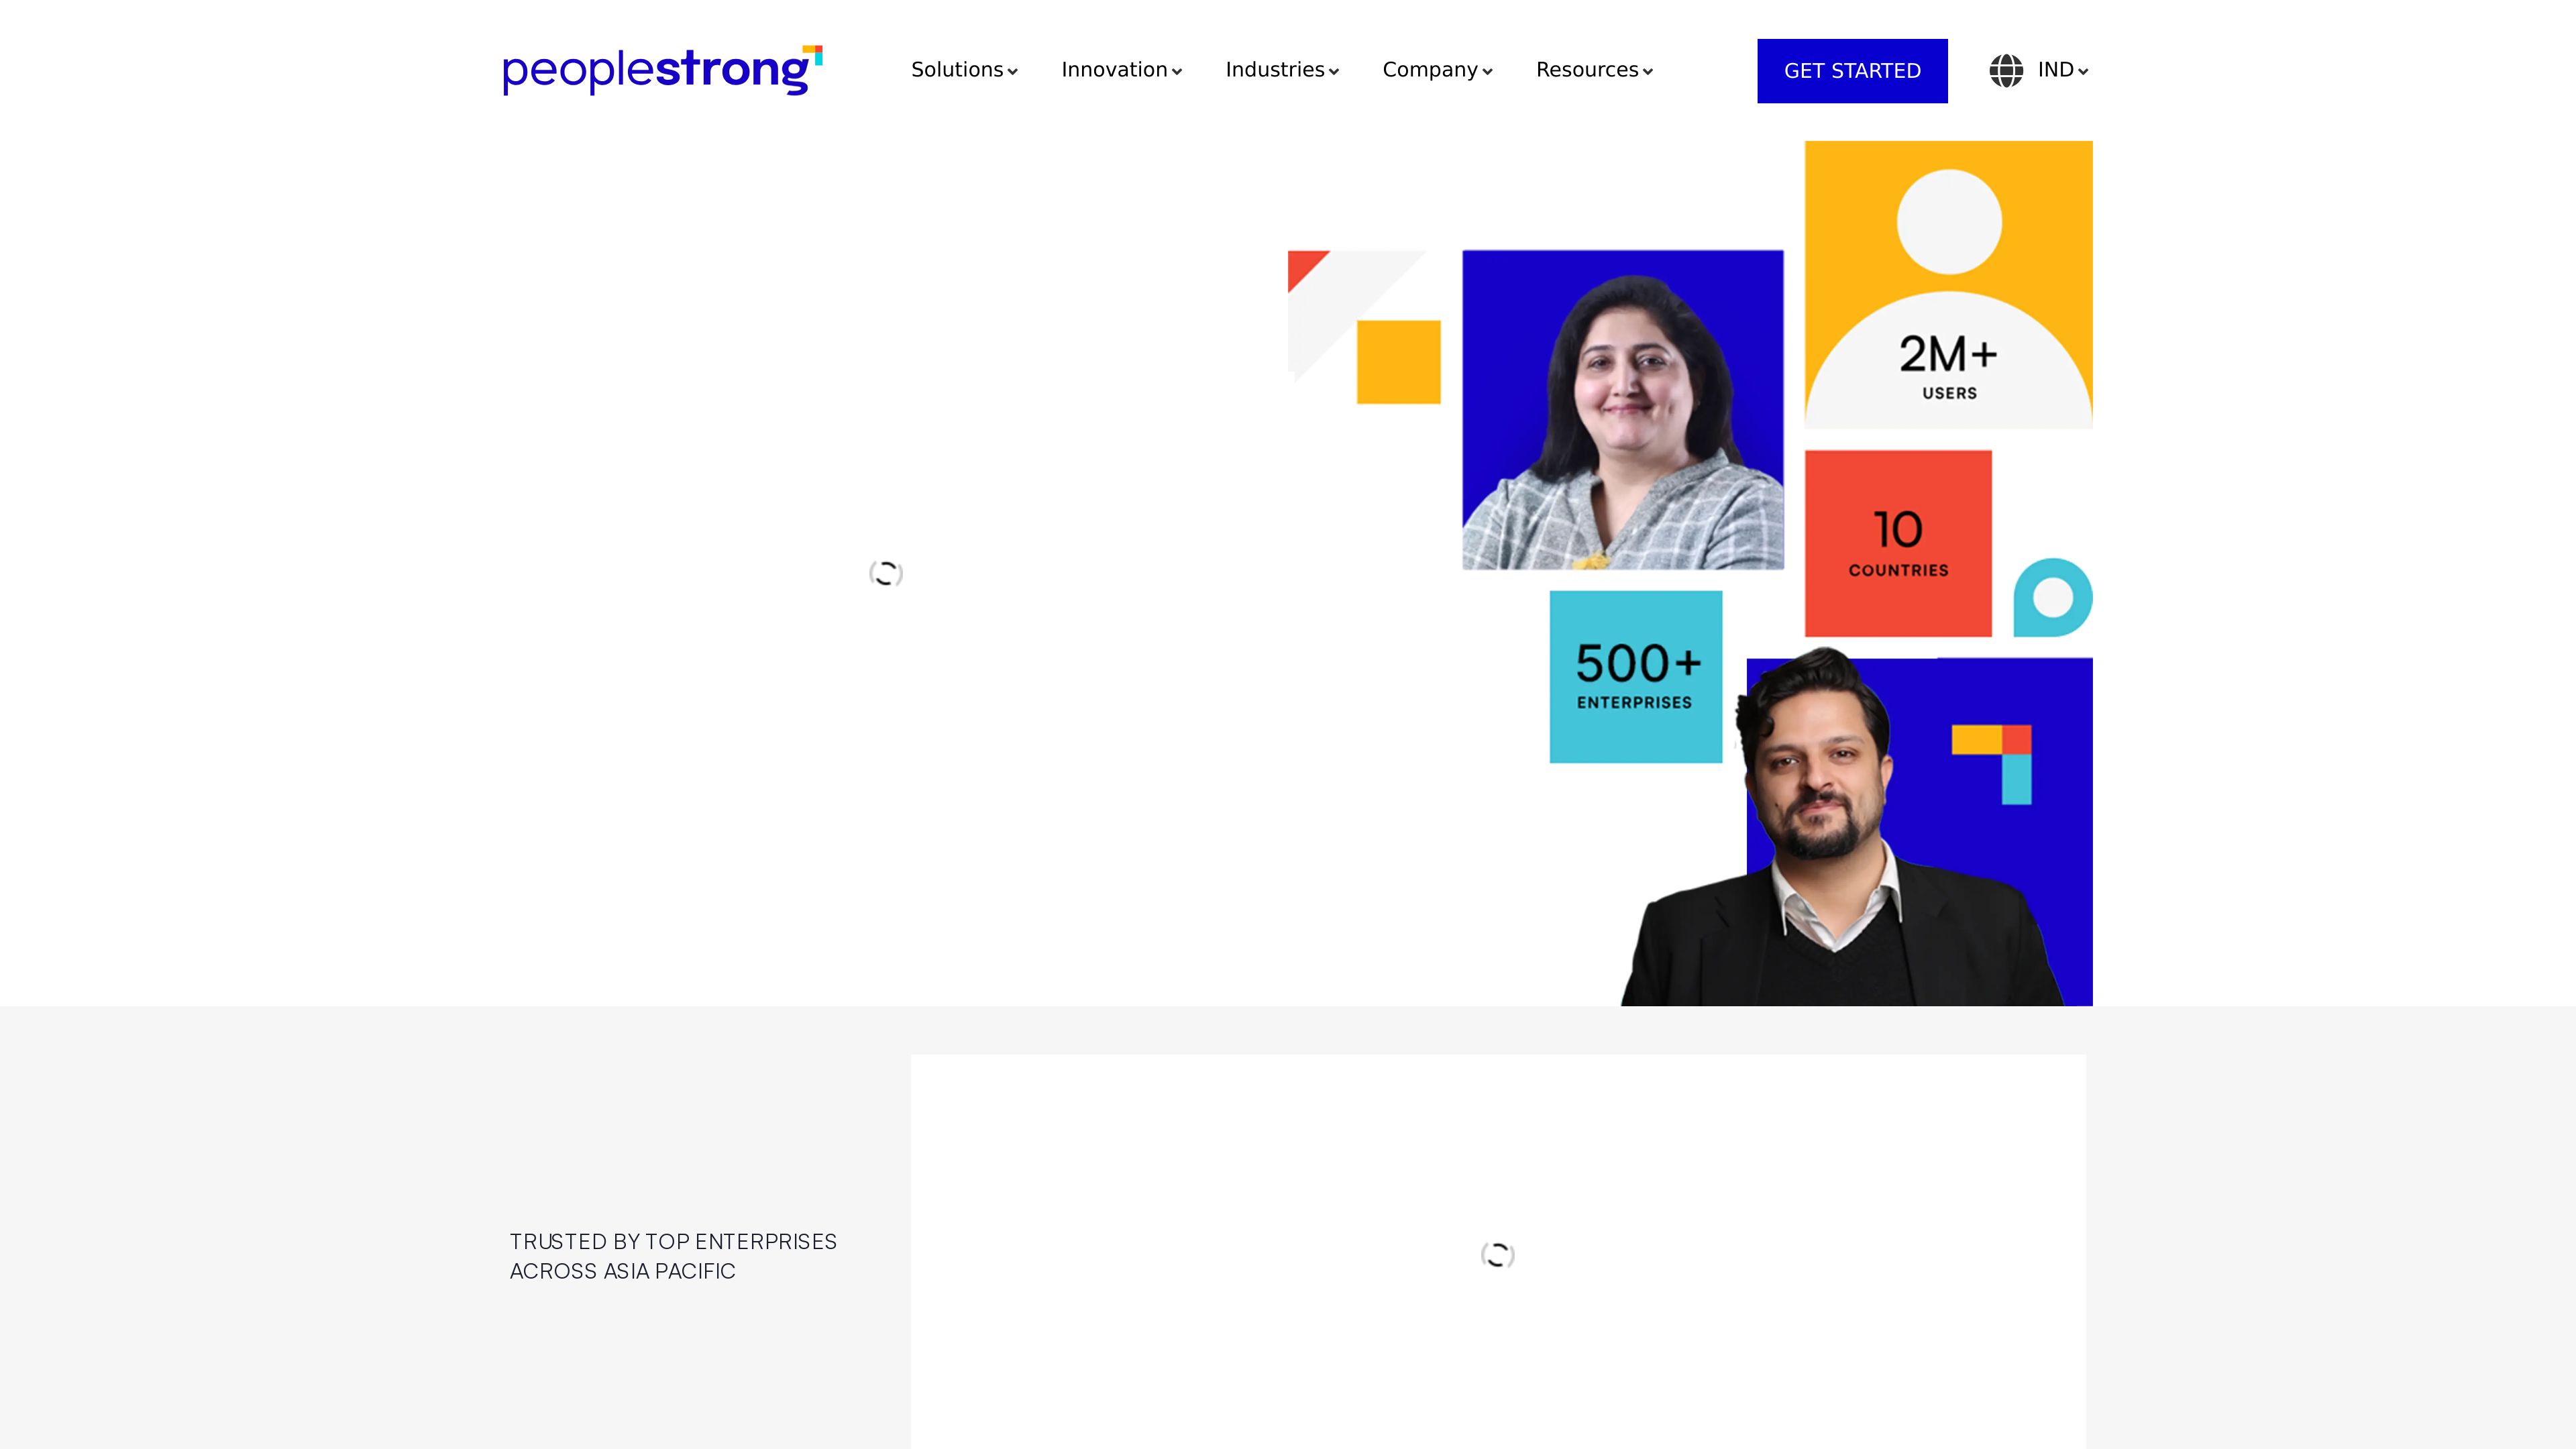 peoplestrong
Solutions
Innovation
Industries
Company
Resources
GET STARTED
IND
2M+
USERS
10
COUNTRIES
500+
ENTERPRISES
TRUSTED BY TOP ENTERPRISES
ACROSS ASIA PACIFIC